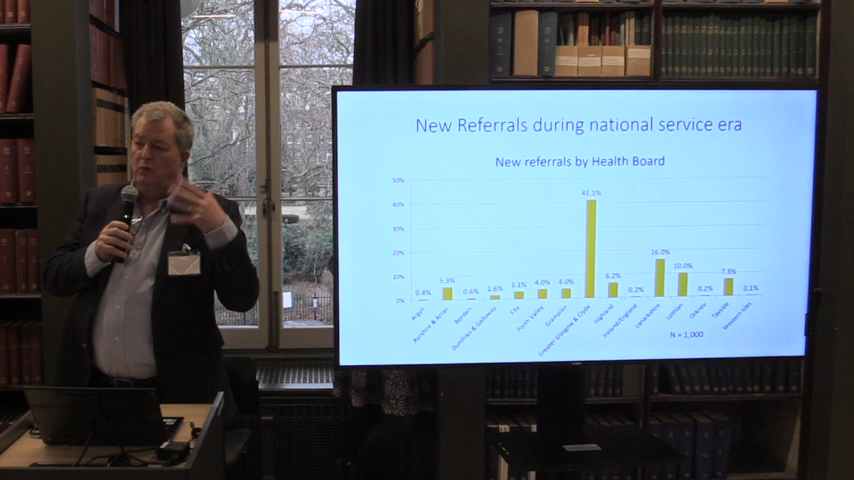 New Referrals during national service era
New referrals by Health Board
50%
40%
30%
20%
10%
0%
0.4%
5.3%
0.6%
1.6%
3.1%
4.0%
4.0%
41.1%
6.2%
0.2%
16.0%
10.0%
0.2%
7.3%
0.1%
Argyll
Ayrshire & Arran
Borders
Dumfries & Galloway
Fife
Forth Valley
Grampian
Greater Glasgow & Clyde
Highland
Ireland/England
Lanarkshire
Lothian
Orkney
Tayside
Western Isles
N = 1,000